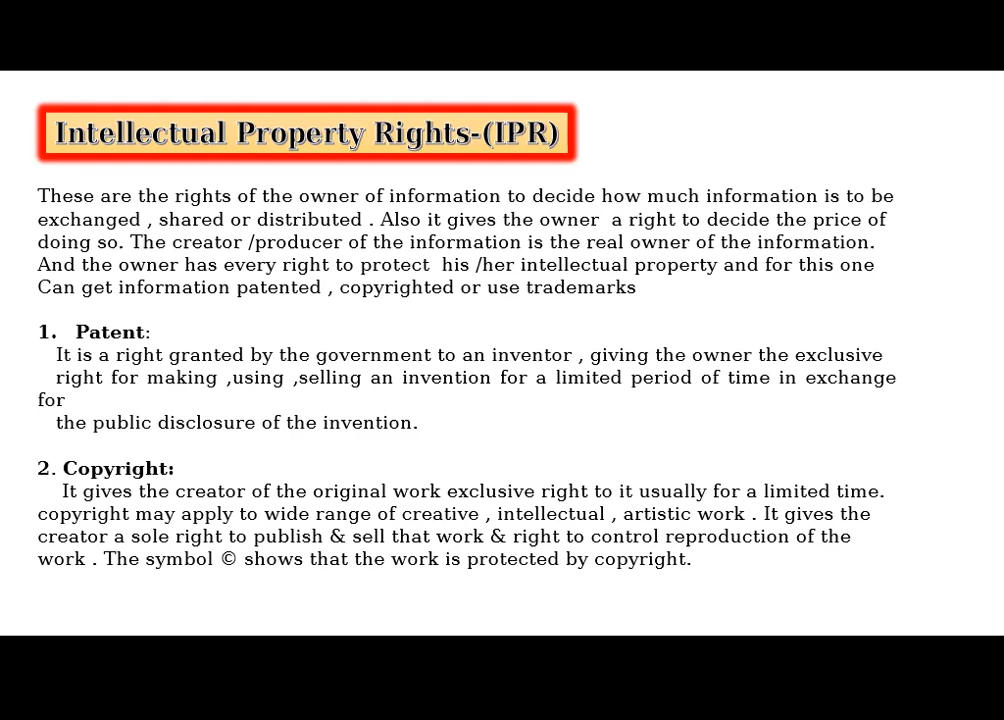 Intellectual Property Rights-(IPR)
These are the rights of the owner of information to decide how much information is to be
exchanged , shared or distributed . Also it gives the owner  a right to decide the price of
doing so. The creator /producer of the information is the real owner of the information.
And the owner has every right to protect  his /her intellectual property and for this one
Can get information patented , copyrighted or use trademarks
1.   Patent:
It is a right granted by the government to an inventor , giving the owner the exclusive
right for making ,using ,selling an invention for a limited period of time in exchange
for
the public disclosure of the invention.
2. Copyright:
It gives the creator of the original work exclusive right to it usually for a limited time.
copyright may apply to wide range of creative , intellectual , artistic work . It gives the
creator a sole right to publish & sell that work & right to control reproduction of the
work . The symbol © shows that the work is protected by copyright.